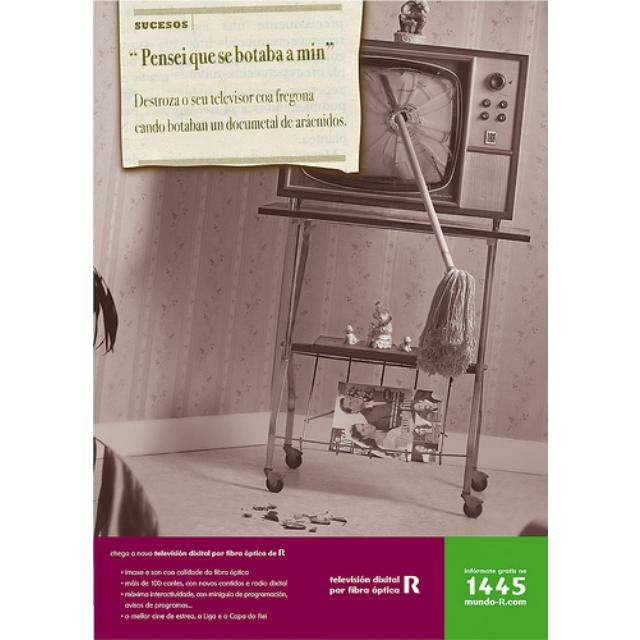 SUCESOS
“Pensei que se botaba a min”
Destroza o seu televisor coa fregona
cando botaban un documetal de arácnidos.
chega a nova televisión dixital por fibra óptica de R
• imaxe e son coa calidade da fibra óptica
• máis de 100 canles, con novos contidos e radio dixital
• máxima interactividade, con miniguía de programación,
avisos de programas...
• o mellor cine de estrea, a Liga e a Copa do Rei
televisión dixital
por fibra óptica R
infórmate gratis no
1445
mundo-R.com